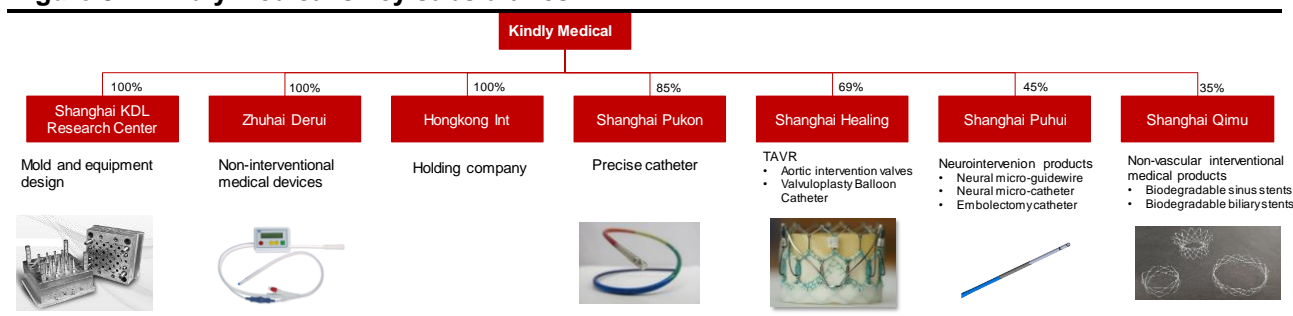 Kindly Medical
100%
100%
100%
85%
69%
45%
35%
Shanghai KDL
Research Center
Zhuhai Derui
Hongkong Int
Shanghai Pukon
Shanghai Healing
Shanghai Puhui
Shanghai Qimu
Mold and equipment
design
Non-interventional
medical devices
Holding company
Precise catheter
TAVR
• Aortic intervention valves
• Valvuloplasty Balloon
Catheter
Neurointervenion products
• Neural micro-guidewire
• Neural micro-catheter
• Embolectomy catheter
Non-vascular interventional
medical products
• Biodegradable sinus stents
• Biodegradable biliary stents